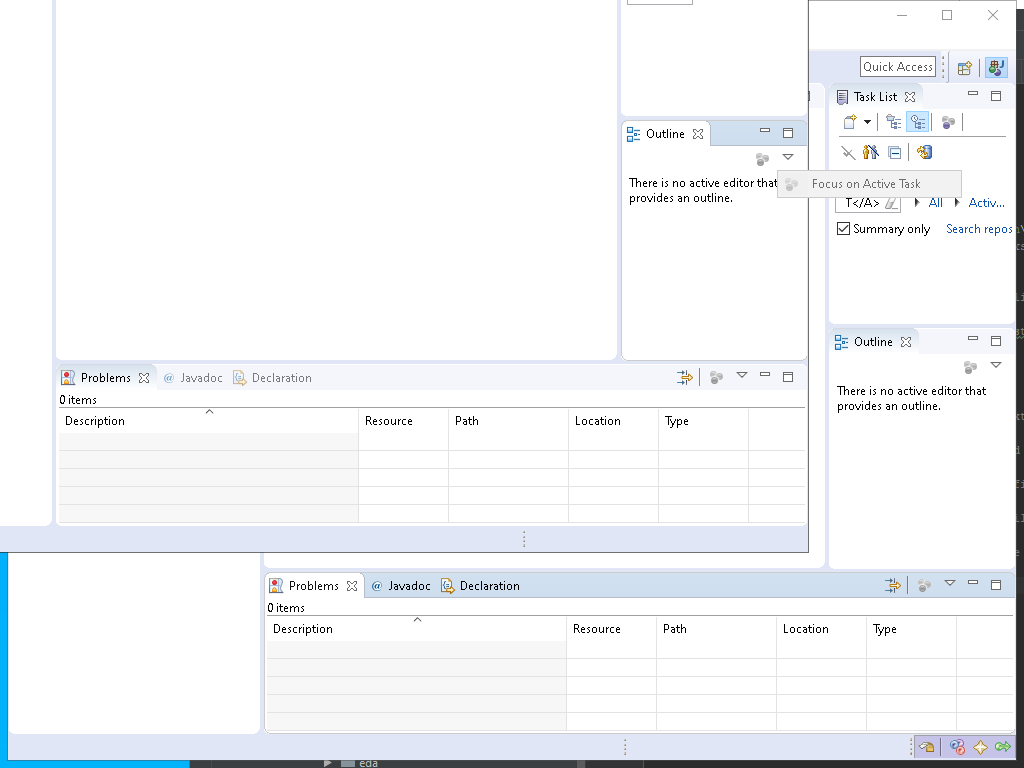 Quick Access
Task List
Outline
There is no active editor that
provides an outline.
Focus on Active Task
T</A>
All
Activ...
Summary only
Search repos
Outline
There is no active editor that
provides an outline.
Problems
@ Javadoc
Declaration
0 items
Description
Resource
Path
Location
Type
Problems
@ Javadoc
Declaration
0 items
Description
Resource
Path
Location
Type
eda